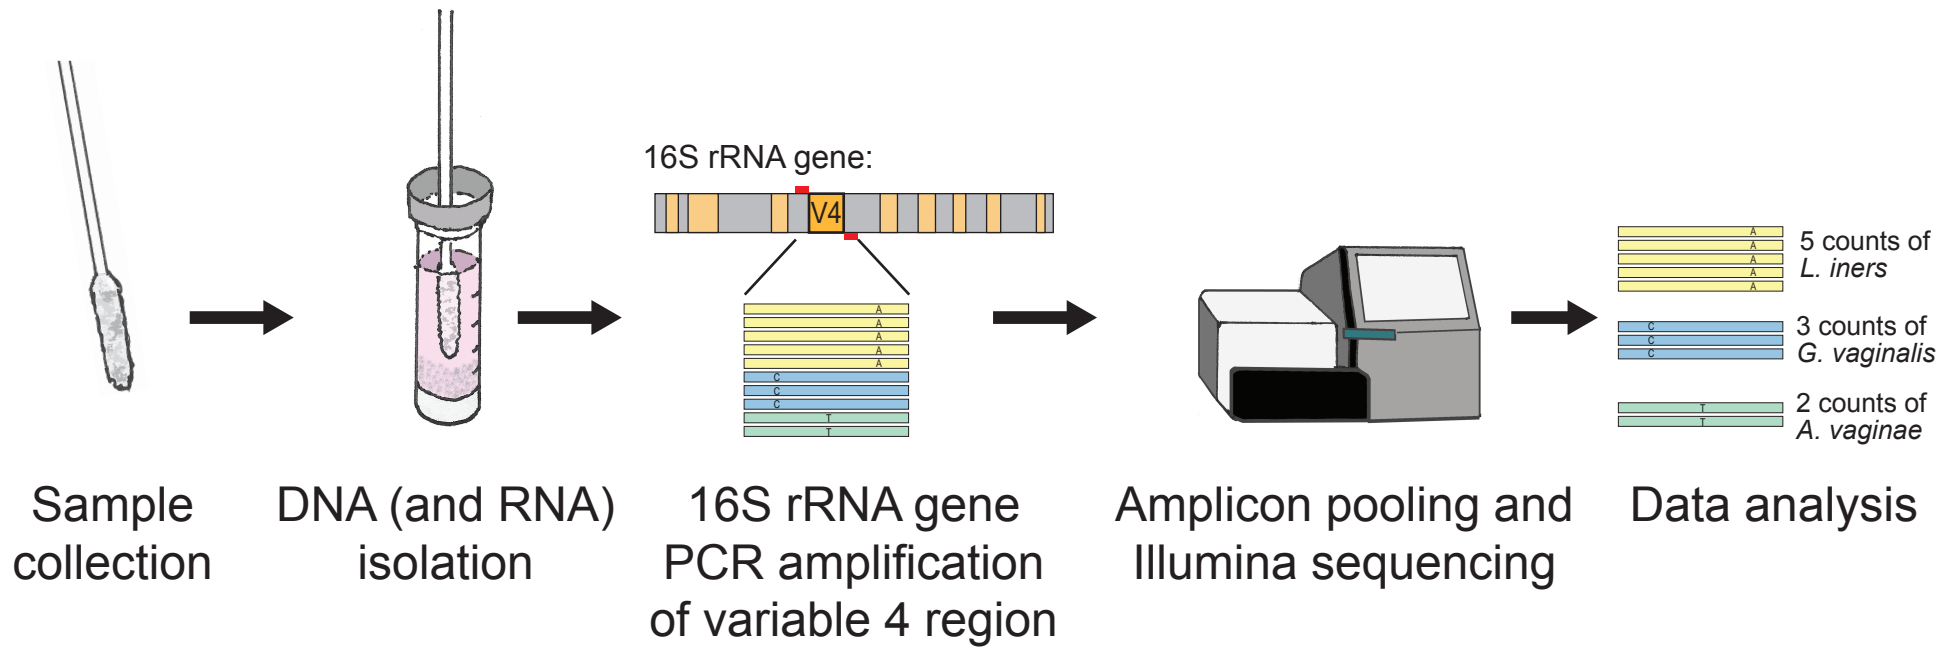 16S rRNA gene:
V4
A
A
A
A
A
C
C
C
T
T
A
A
A
A
A
5 counts of
L. iners
C
C
C
3 counts of
G. vaginalis
T
T
2 counts of
A. vaginae
Sample
collection
DNA (and RNA)
isolation
16S rRNA gene
PCR amplification
of variable 4 region
Amplicon pooling and
Illumina sequencing
Data analysis